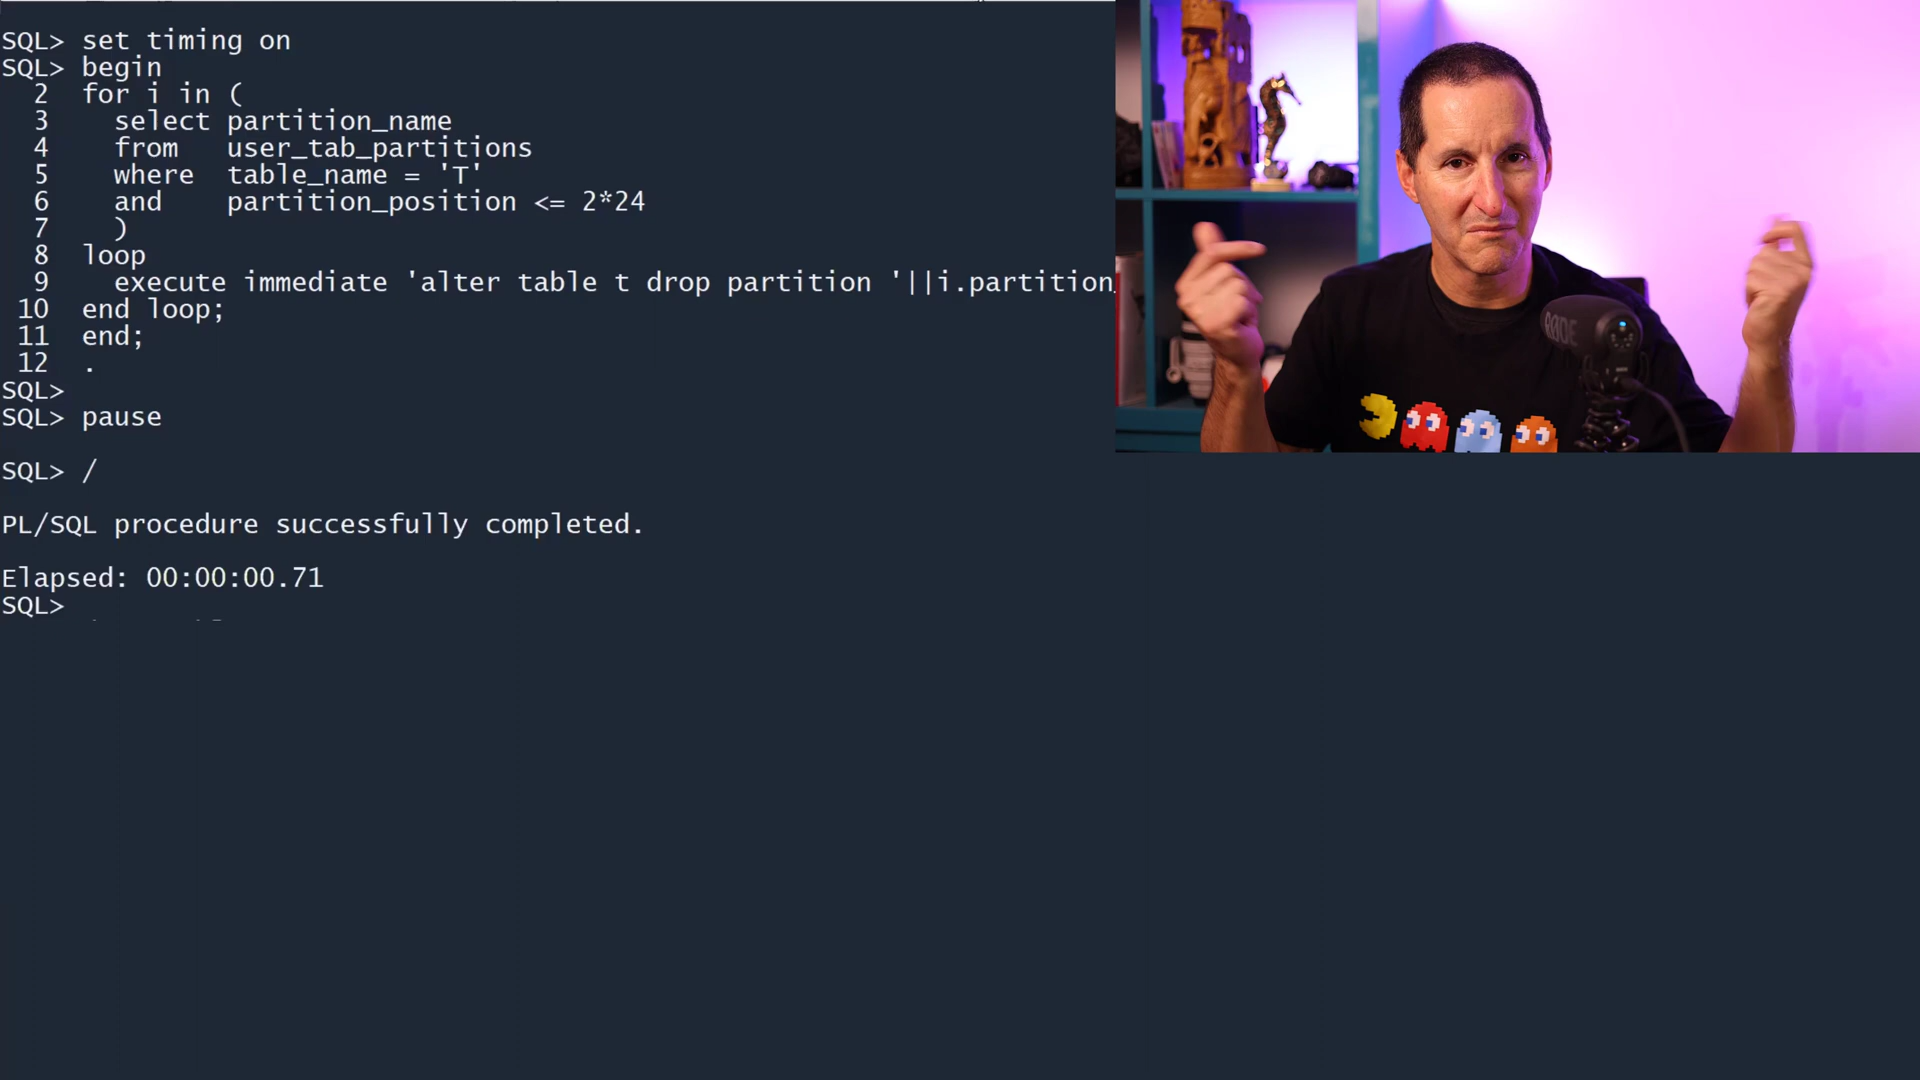 SQL> set timing on
SQL> begin
2 for i in (
3 select partition_name
4 from user_tab_partitions
5 where table_name = 'T'
6 and partition_position <= 2*24
7 )
8 loop
9 execute immediate 'alter table t drop partition '||i.partition_
10 end loop;
11 end;
12 .
SQL>
SQL> pause
SQL> /
PL/SQL procedure successfully completed.
Elapsed: 00:00:00.71
SQL>
RØDE